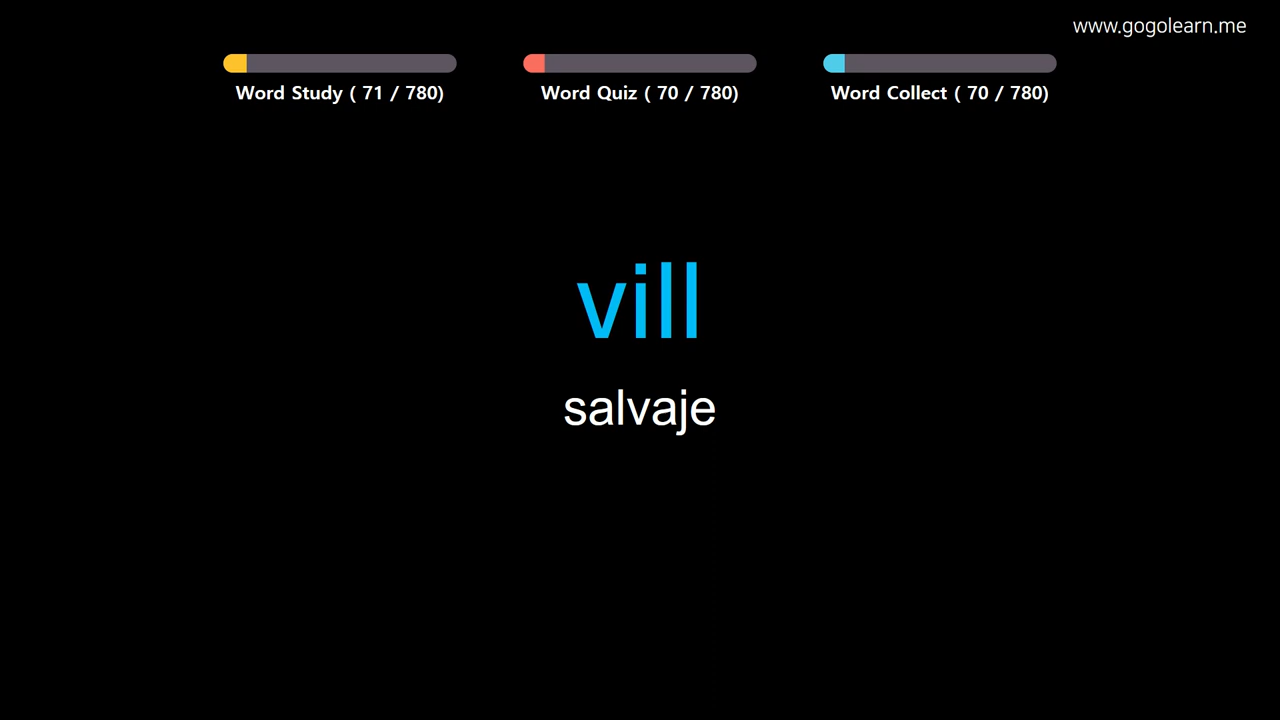 www.gogolearn.me
Word Study ( 71 / 780)
Word Quiz ( 70 / 780)
Word Collect ( 70 / 780)
vill
salvaje